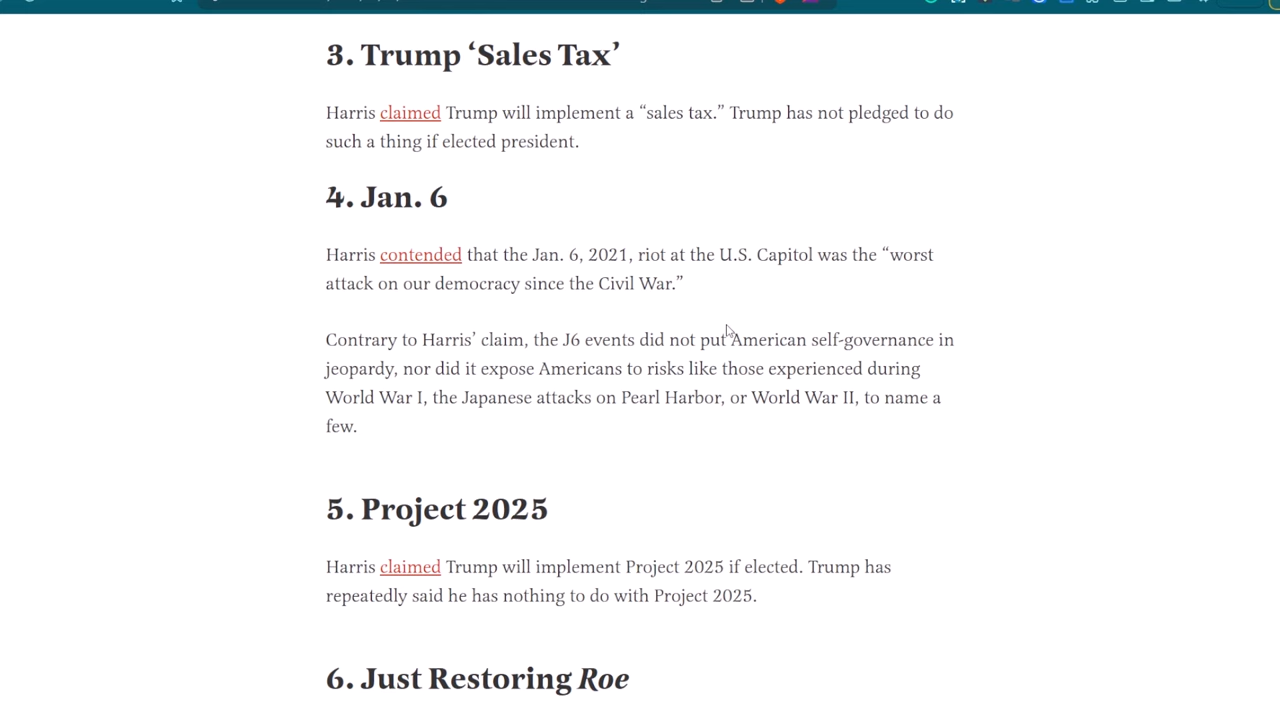 3. Trump ‘Sales Tax’
Harris claimed Trump will implement a “sales tax.” Trump has not pledged to do
such a thing if elected president.
4. Jan. 6
Harris contended that the Jan. 6, 2021, riot at the U.S. Capitol was the “worst
attack on our democracy since the Civil War.”
Contrary to Harris’ claim, the J6 events did not put American self-governance in
jeopardy, nor did it expose Americans to risks like those experienced during
World War I, the Japanese attacks on Pearl Harbor, or World War II, to name a
few.
5. Project 2025
Harris claimed Trump will implement Project 2025 if elected. Trump has
repeatedly said he has nothing to do with Project 2025.
6. Just Restoring Roe